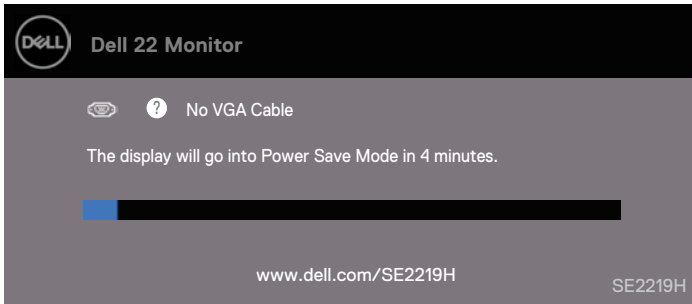 DELL
Dell 22 Monitor
? No VGA Cable
The display will go into Power Save Mode in 4 minutes.
www.dell.com/SE2219H
SE2219H